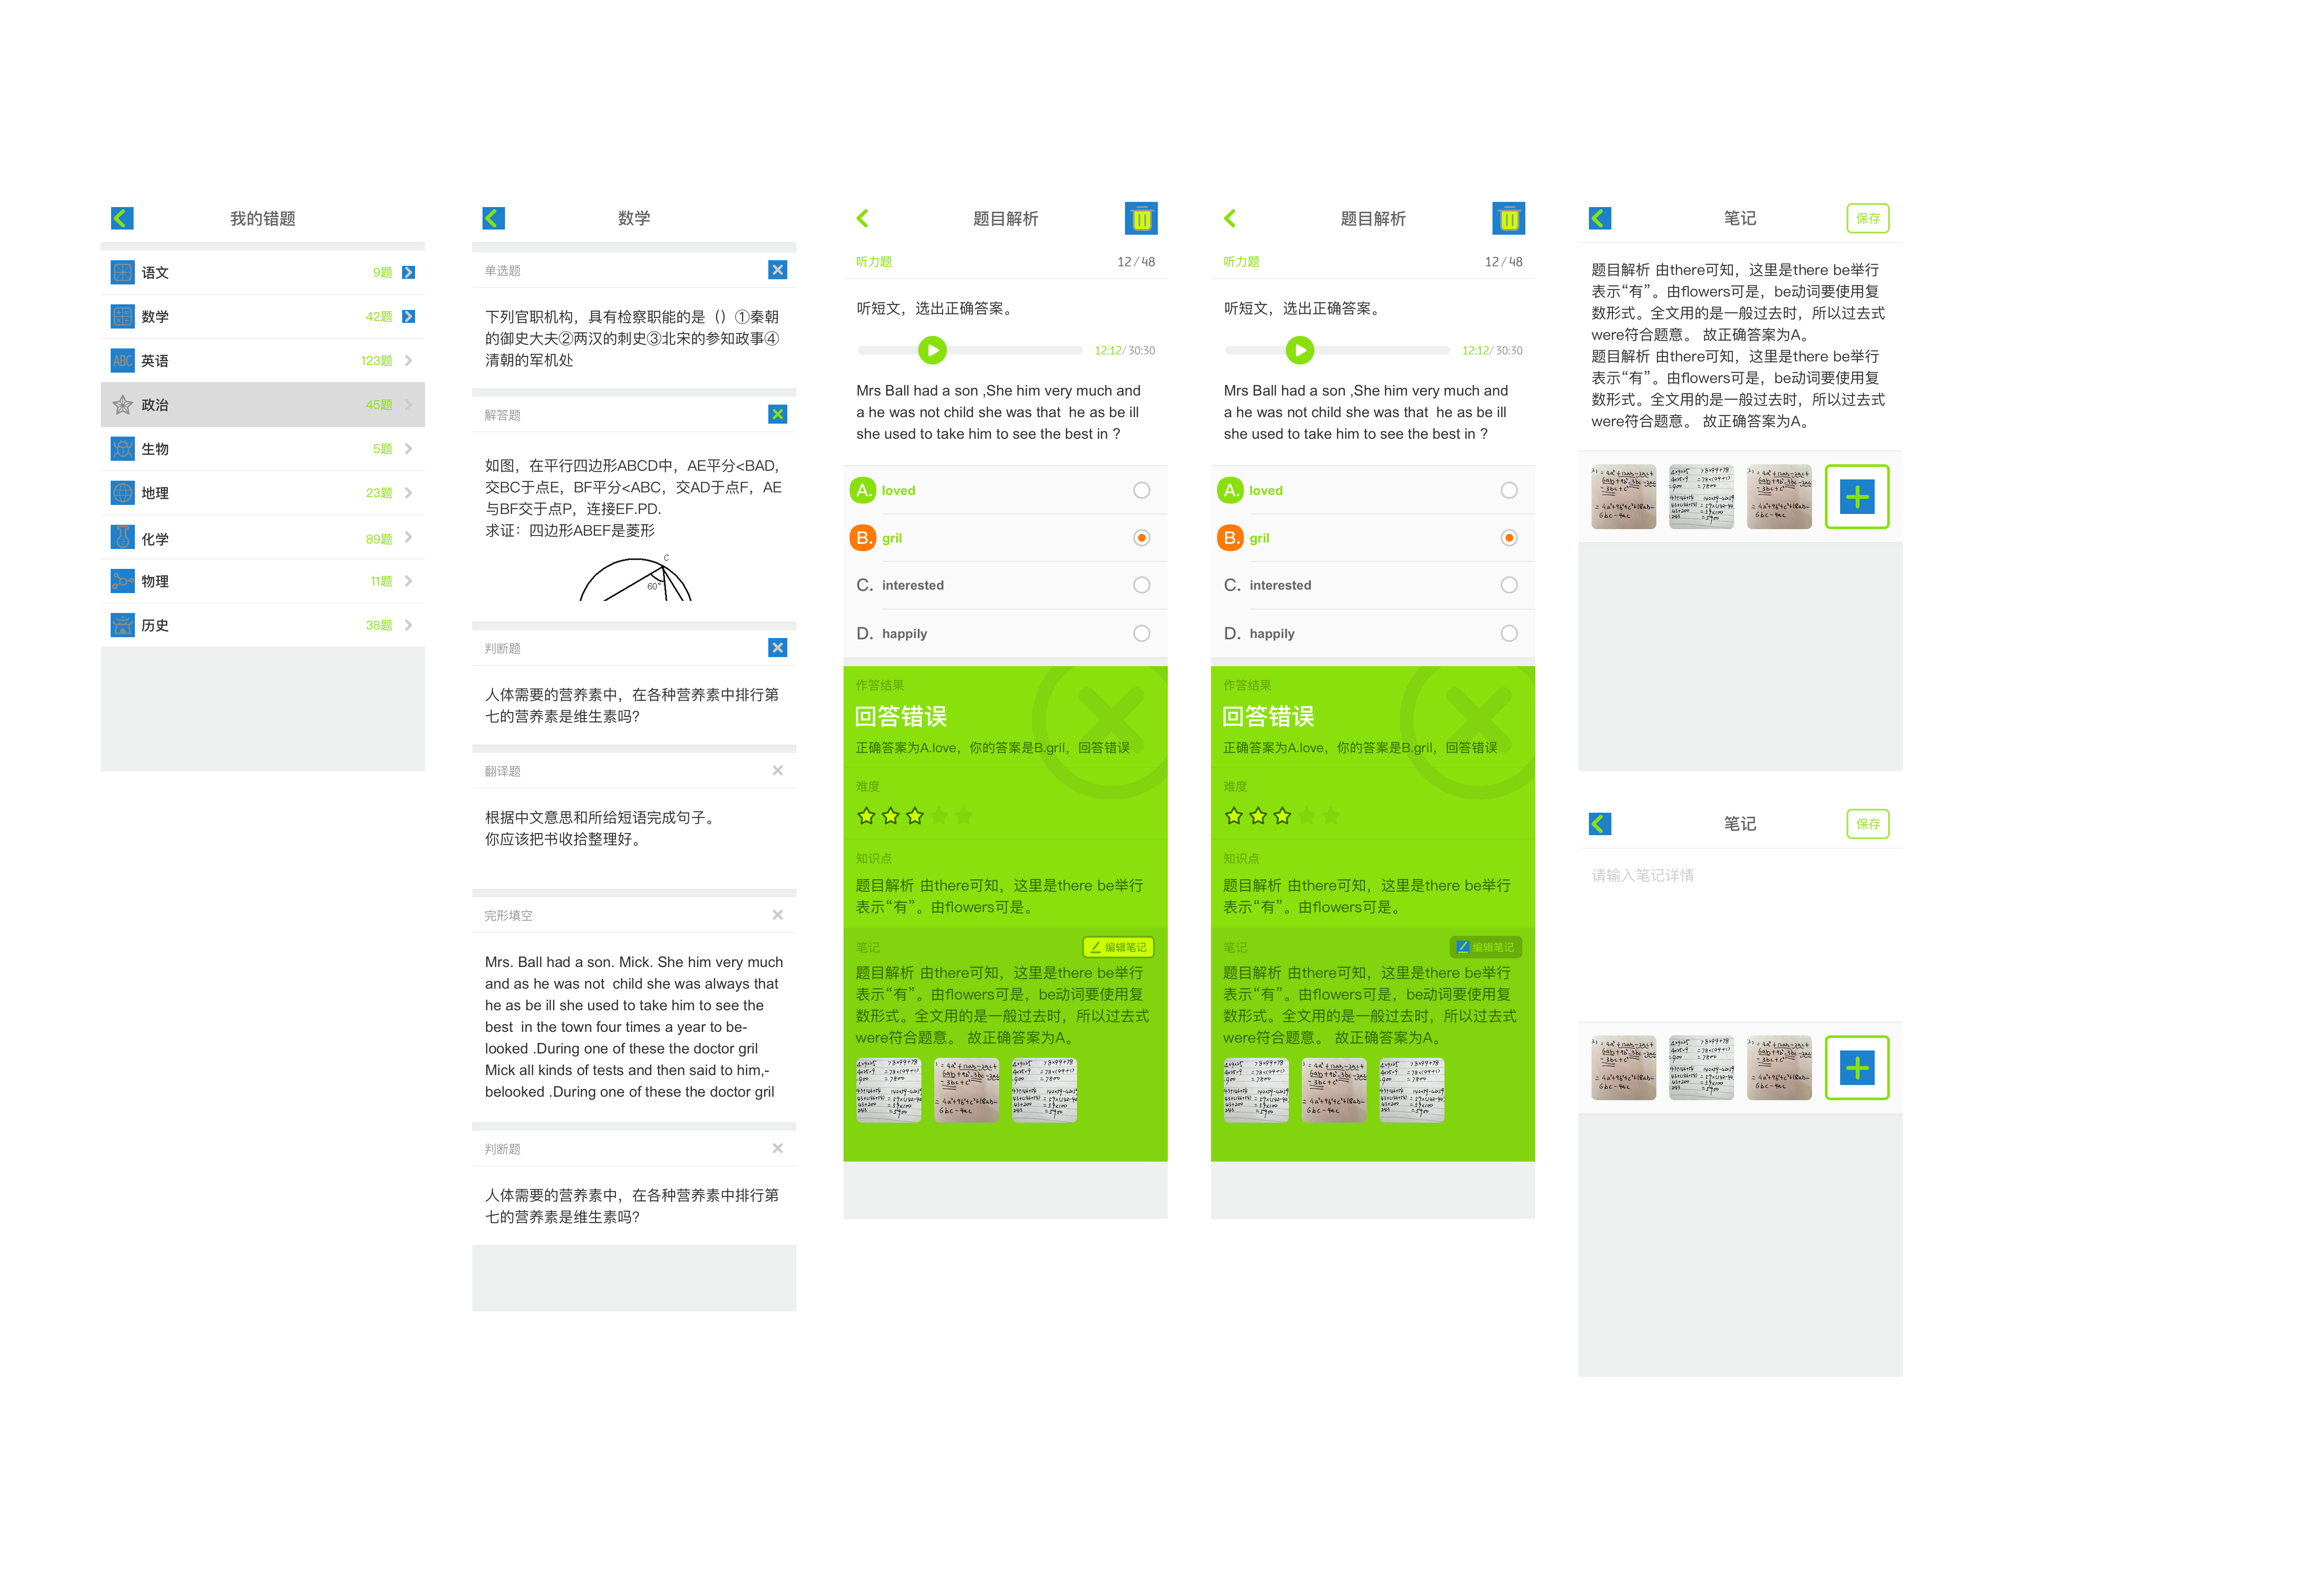 我的错题
语文 9题
数学 42题
ABC 英语 123题
政治 45题
生物 5题
地理 23题
化学 89题
物理 11题
历史 38题
数学
单选题
下列官职机构，具有检察职能的是（）①秦朝
的御史大夫②两汉的刺史③北宋的参知政事④
清朝的军机处
解答题
如图，在平行四边形ABCD中，AE平分<BAD,
交BC于点E，BF平分<ABC，交AD于点F，AE
与BF交于点P，连接EF.PD.
求证：四边形ABEF是菱形
C
60°
判断题
人体需要的营养素中，在各种营养素中排行第
七的营养素是维生素吗?
翻译题
根据中文意思和所给短语完成句子。
你应该把书收拾整理好。
完形填空
Mrs. Ball had a son. Mick. She him very much
and as he was not  child she was always that
he as be ill she used to take him to see the
best  in the town four times a year to be-
looked .During one of these the doctor gril
Mick all kinds of tests and then said to him,-
belooked .During one of these the doctor gril
判断题
人体需要的营养素中，在各种营养素中排行第
七的营养素是维生素吗?
题目解析
听力题 12 / 48
听短文，选出正确答案。
12:12/ 30:30
Mrs Ball had a son ,She him very much and
a he was not child she was that  he as be ill
she used to take him to see the best in ?
A. loved
B. gril
C. interested
D. happily
作答结果
回答错误
正确答案为A.love，你的答案是B.gril，回答错误
难度
知识点
题目解析 由there可知，这里是there be举行
表示“有”。由flowers可是。
笔记 编辑笔记
题目解析 由there可知，这里是there be举行
表示“有”。由flowers可是，be动词要使用复
数形式。全文用的是一般过去时，所以过去式
were符合题意。 故正确答案为A。
题目解析
听力题 12 / 48
听短文，选出正确答案。
12:12/ 30:30
Mrs Ball had a son ,She him very much and
a he was not child she was that  he as be ill
she used to take him to see the best in ?
A. loved
B. gril
C. interested
D. happily
作答结果
回答错误
正确答案为A.love，你的答案是B.gril，回答错误
难度
知识点
题目解析 由there可知，这里是there be举行
表示“有”。由flowers可是。
笔记 编辑笔记
题目解析 由there可知，这里是there be举行
表示“有”。由flowers可是，be动词要使用复
数形式。全文用的是一般过去时，所以过去式
were符合题意。 故正确答案为A。
笔记 保存
题目解析 由there可知，这里是there be举行
表示“有”。由flowers可是，be动词要使用复
数形式。全文用的是一般过去时，所以过去式
were符合题意。 故正确答案为A。
题目解析 由there可知，这里是there be举行
表示“有”。由flowers可是，be动词要使用复
数形式。全文用的是一般过去时，所以过去式
were符合题意。 故正确答案为A。
笔记 保存
请输入笔记详情